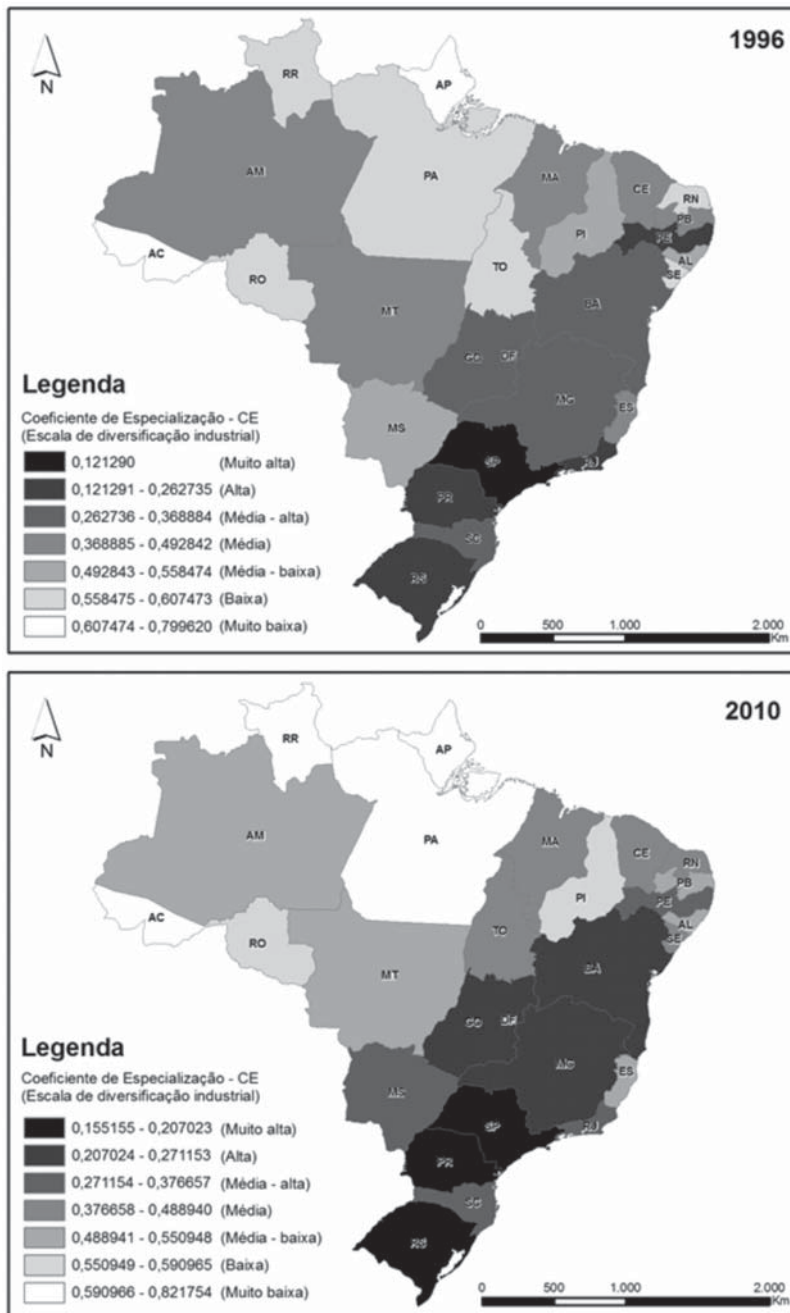 1996
N
RR
AP
AM
PA
MA
CE
RN
PB
PI
PE
AL
SE
AC
RO
TO
BA
MT
GO
DF
MG
ES
MS
SP
RJ
PR
SC
RS
Legenda
Coeficiente de Especialização - CE
(Escala de diversificação industrial)
0,121290 (Muito alta)
0,121291 - 0,262735 (Alta)
0,262736 - 0,368884 (Média - alta)
0,368885 - 0,492842 (Média)
0,492843 - 0,558474 (Média - baixa)
0,558475 - 0,607473 (Baixa)
0,607474 - 0,799620 (Muito baixa)
0 500 1.000 2.000
Km
2010
N
RR
AP
AM
PA
MA
CE
RN
PB
PI
PE
AL
SE
AC
RO
TO
BA
MT
GO
DF
MG
ES
MS
SP
RJ
PR
SC
RS
Legenda
Coeficiente de Especialização - CE
(Escala de diversificação industrial)
0,155155 - 0,207023 (Muito alta)
0,207024 - 0,271153 (Alta)
0,271154 - 0,376657 (Média - alta)
0,376658 - 0,488940 (Média)
0,488941 - 0,550948 (Média - baixa)
0,550949 - 0,590965 (Baixa)
0,590966 - 0,821754 (Muito baixa)
0 500 1.000 2.000
Km